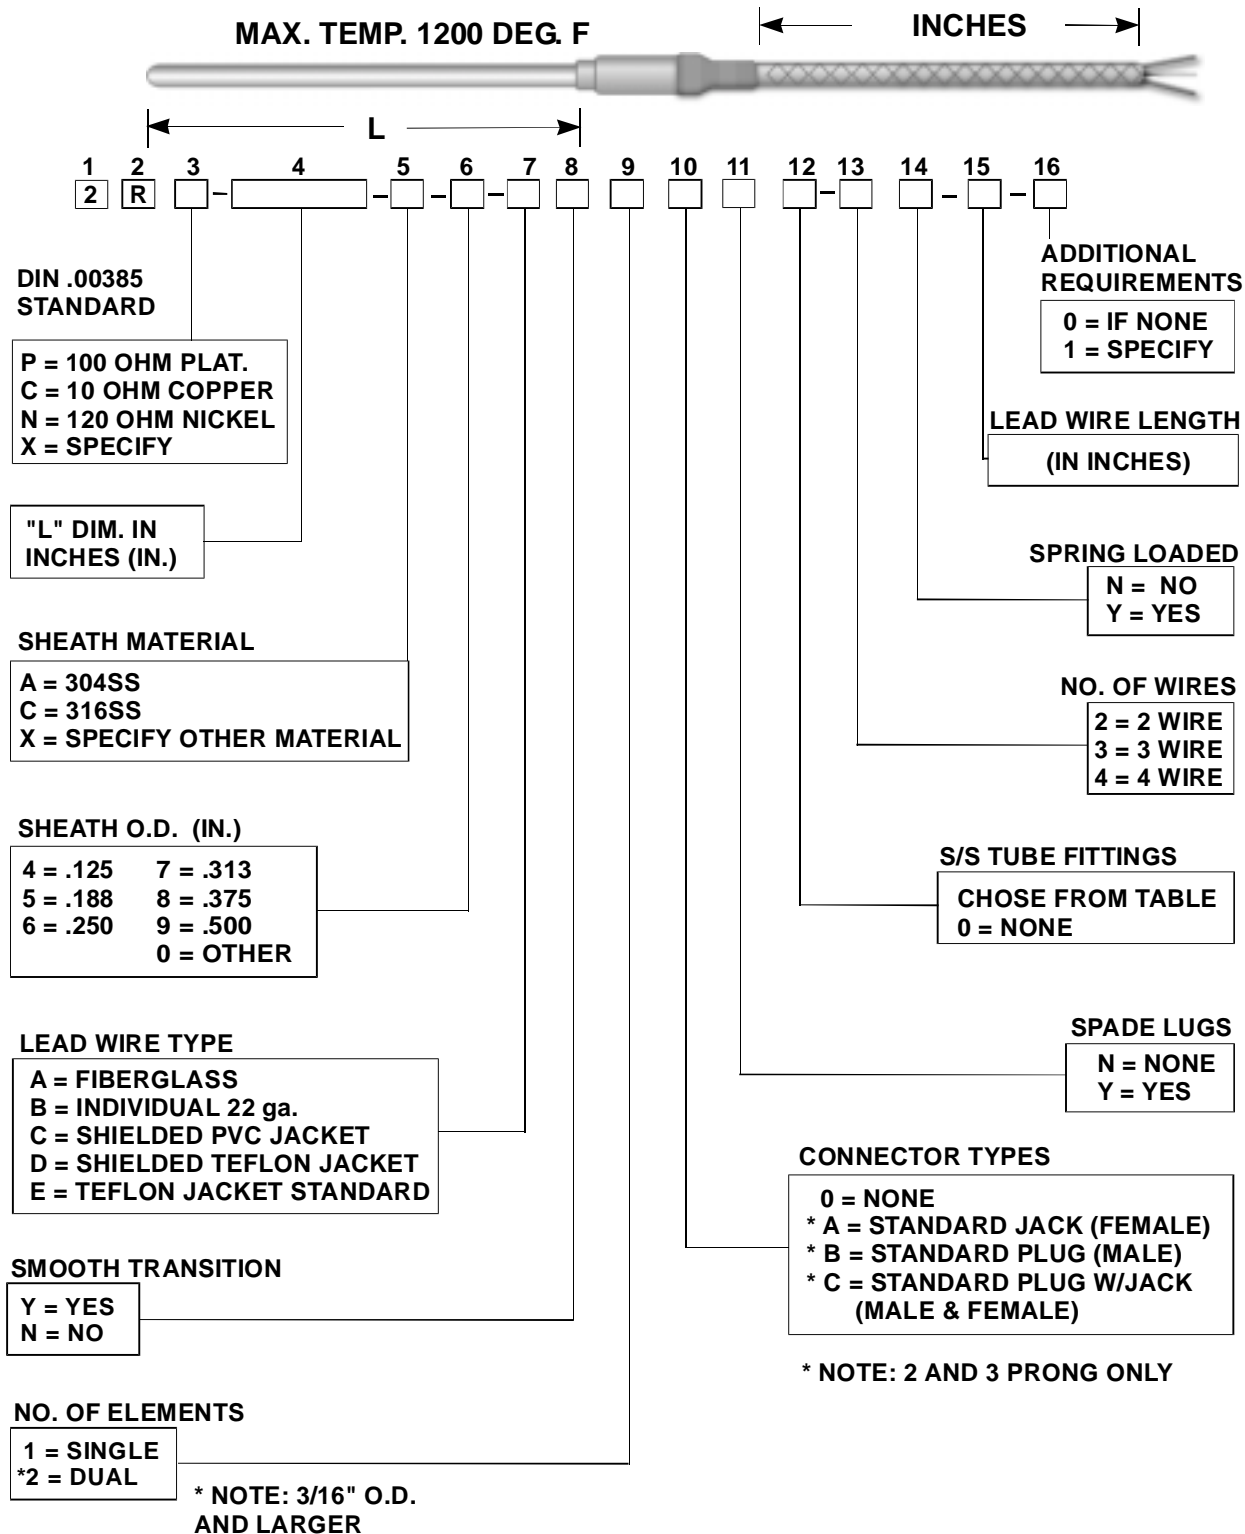 MAX. TEMP. 1200 DEG. F
INCHES
L
1 2 3 4 5 6 7 8 9 10 11 12 13 14 15 16
2 R
DIN .00385
STANDARD
P = 100 OHM PLAT.
C = 10 OHM COPPER
N = 120 OHM NICKEL
X = SPECIFY
"L" DIM. IN
INCHES (IN.)
SHEATH MATERIAL
A = 304SS
C = 316SS
X = SPECIFY OTHER MATERIAL
SHEATH O.D. (IN.)
4 = .125 7 = .313
5 = .188 8 = .375
6 = .250 9 = .500
0 = OTHER
LEAD WIRE TYPE
A = FIBERGLASS
B = INDIVIDUAL 22 ga.
C = SHIELDED PVC JACKET
D = SHIELDED TEFLON JACKET
E = TEFLON JACKET STANDARD
SMOOTH TRANSITION
Y = YES
N = NO
NO. OF ELEMENTS
1 = SINGLE
*2 = DUAL
* NOTE: 3/16" O.D.
AND LARGER
ADDITIONAL
REQUIREMENTS
0 = IF NONE
1 = SPECIFY
LEAD WIRE LENGTH
(IN INCHES)
SPRING LOADED
N = NO
Y = YES
NO. OF WIRES
2 = 2 WIRE
3 = 3 WIRE
4 = 4 WIRE
S/S TUBE FITTINGS
CHOSE FROM TABLE
0 = NONE
SPADE LUGS
N = NONE
Y = YES
CONNECTOR TYPES
0 = NONE
* A = STANDARD JACK (FEMALE)
* B = STANDARD PLUG (MALE)
* C = STANDARD PLUG W/JACK
(MALE & FEMALE)
* NOTE: 2 AND 3 PRONG ONLY